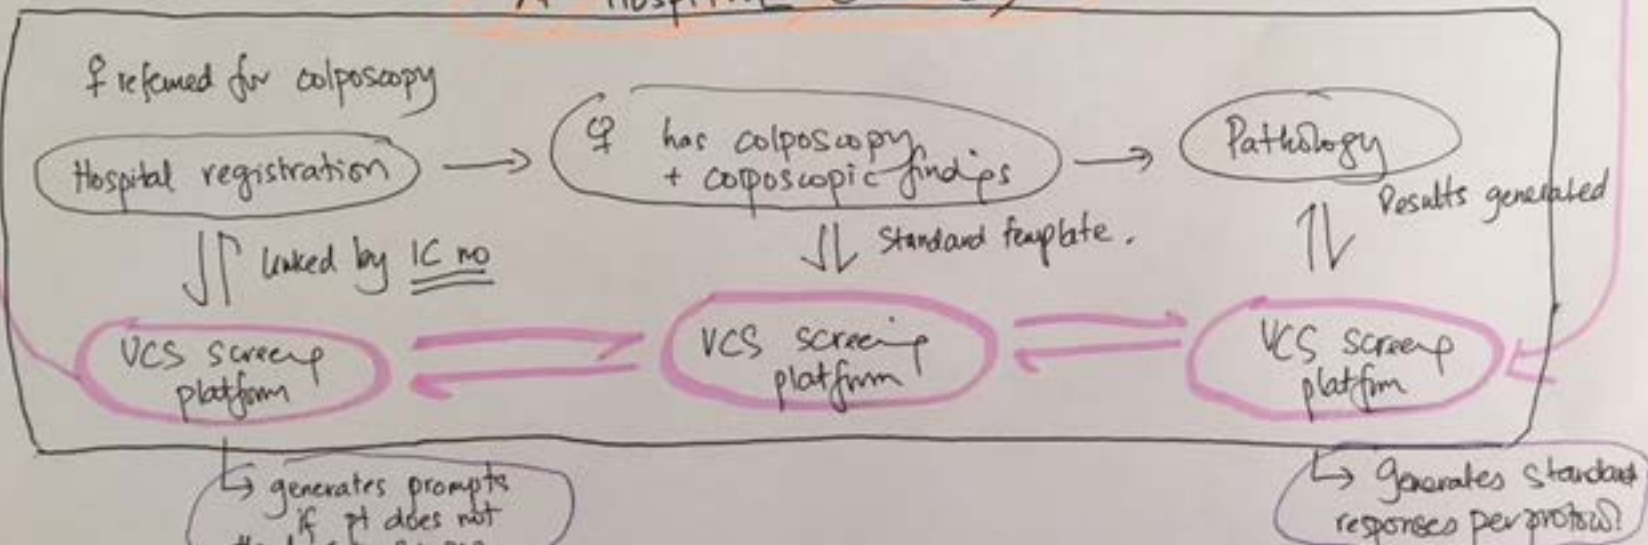 ♀ referred for colposcopy
Hospital registration
♀ has colposcopy
+ colposcopic findings
Pathology
Results generated
linked by IC no
Standard template.
VCS screening
platform
VCS screening
platform
VCS screening
platform
↳ generates prompts
if pt does not
↳ Generates standard
responses per protocol!